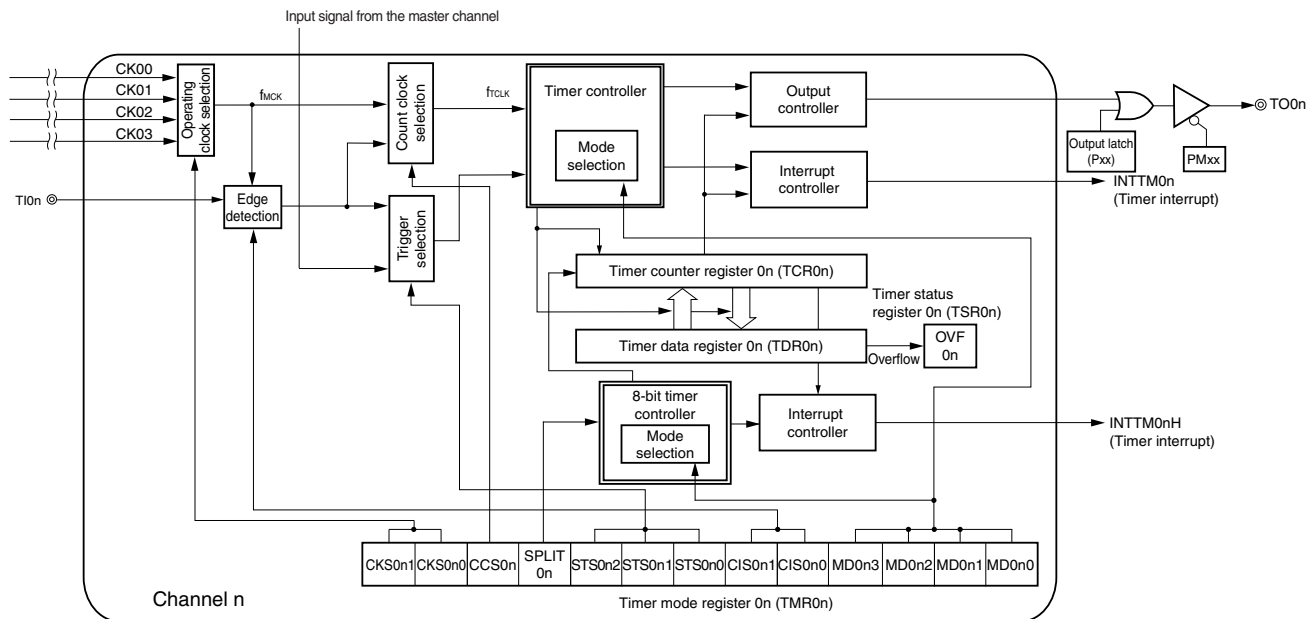 Input signal from the master channel
CK00
CK01
CK02
CK03
Operating
clock selection
fMCK
Count clock
selection
fTCLK
Timer controller
Mode
selection
Output
controller
TO0n
Output latch
(Pxx)
PMxx
Interrupt
controller
INTTM0n
(Timer interrupt)
TI0n
Edge
detection
Trigger
selection
Timer counter register 0n (TCR0n)
Timer status
register 0n (TSR0n)
Timer data register 0n (TDR0n)
Overflow
OVF
0n
8-bit timer
controller
Mode
selection
Interrupt
controller
INTTM0nH
(Timer interrupt)
CKS0n1
CKS0n0
CCS0n
SPLIT
0n
STS0n2
STS0n1
STS0n0
CIS0n1
CIS0n0
MD0n3
MD0n2
MD0n1
MD0n0
Channel n
Timer mode register 0n (TMR0n)